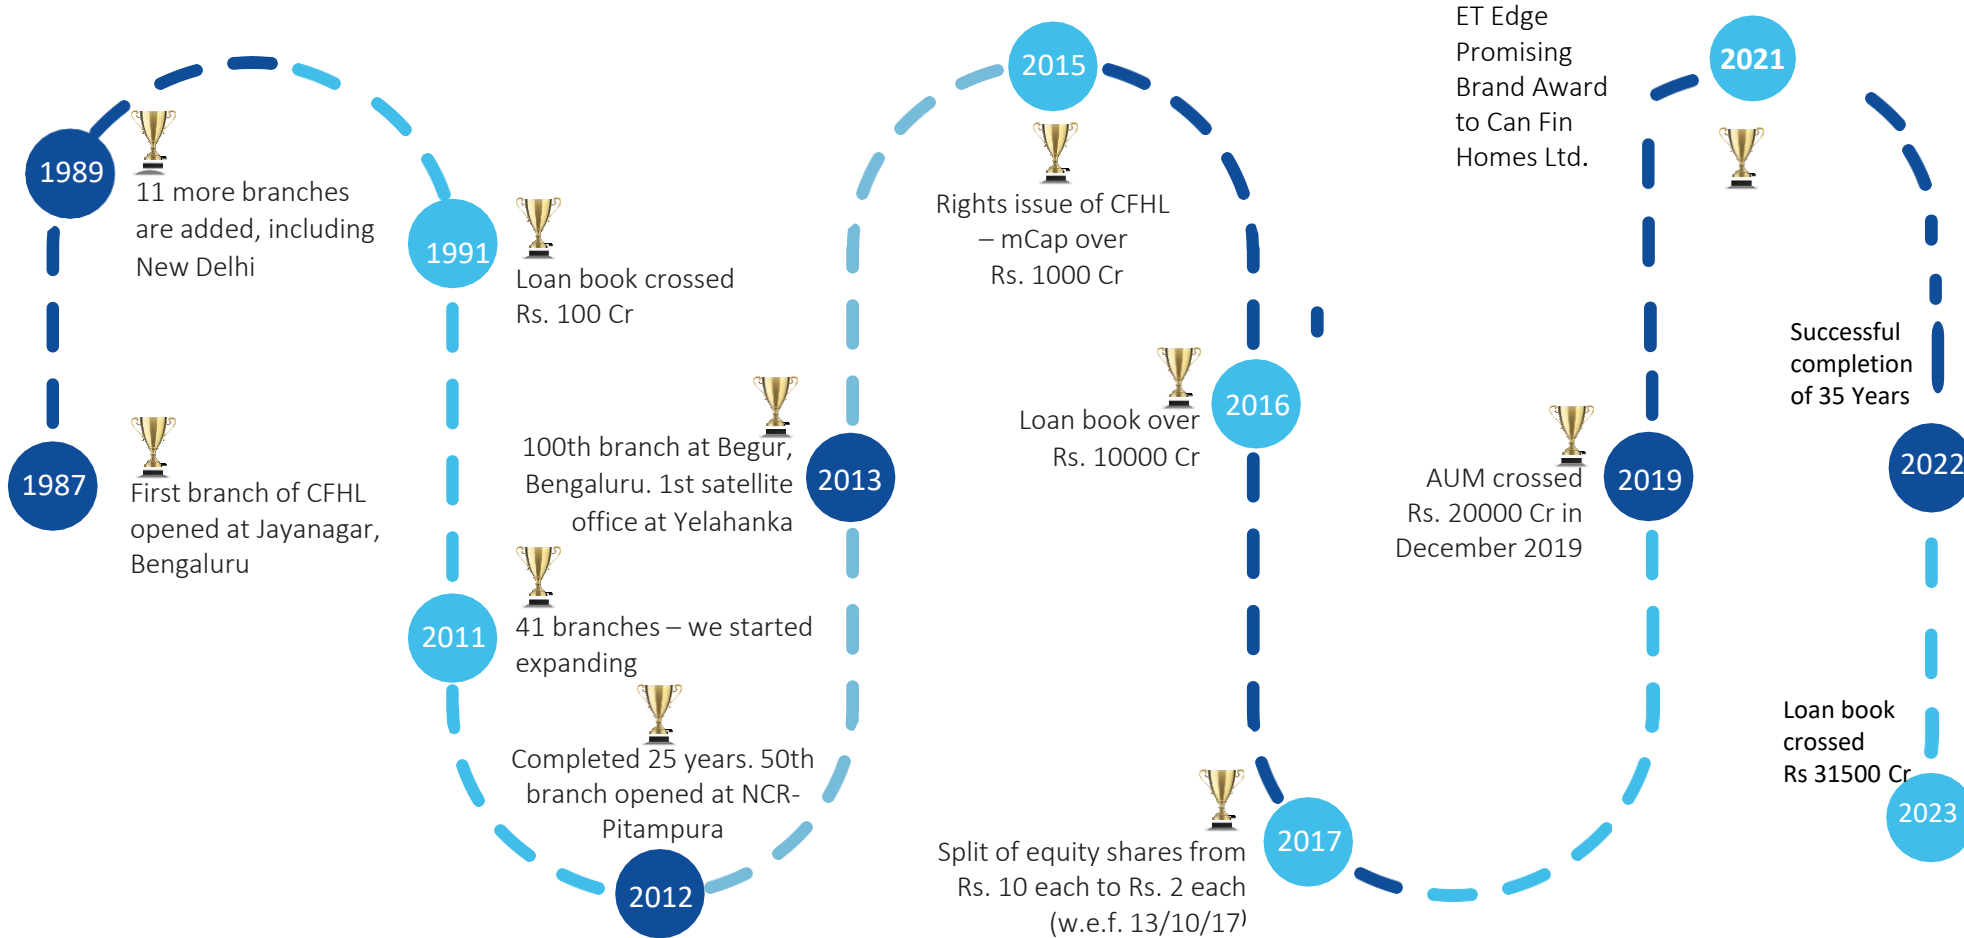 1987
First branch of CFHL
opened at Jayanagar,
Bengaluru
1989
11 more branches
are added, including
New Delhi
1991
Loan book crossed
Rs. 100 Cr
2011
41 branches – we started
expanding
2012
Completed 25 years. 50th
branch opened at NCR-
Pitampura
2013
100th branch at Begur,
Bengaluru. 1st satellite
office at Yelahanka
2015
Rights issue of CFHL
– mCap over
Rs. 1000 Cr
2016
Loan book over
Rs. 10000 Cr
2017
Split of equity shares from
Rs. 10 each to Rs. 2 each
(w.e.f. 13/10/17)
2019
AUM crossed
Rs. 20000 Cr in
December 2019
2021
ET Edge
Promising
Brand Award
to Can Fin
Homes Ltd.
2022
Successful
completion
of 35 Years
2023
Loan book
crossed
Rs 31500 Cr